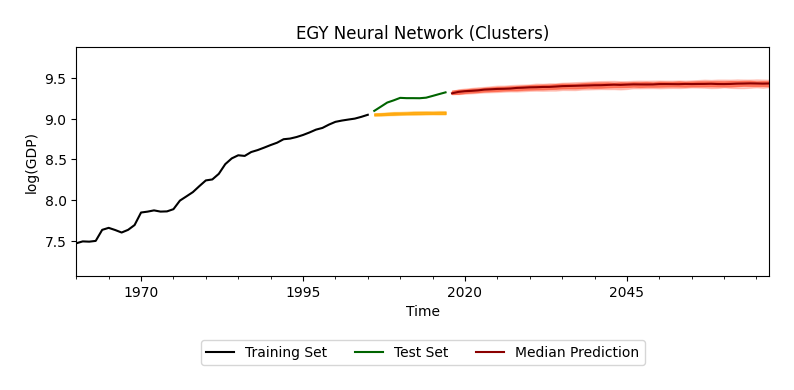 EGY Neural Network (Clusters)
9.5
9.0
8.5
8.0
7.5
log(GDP)
1970 1995 2020 2045
Time
Training Set Test Set Median Prediction